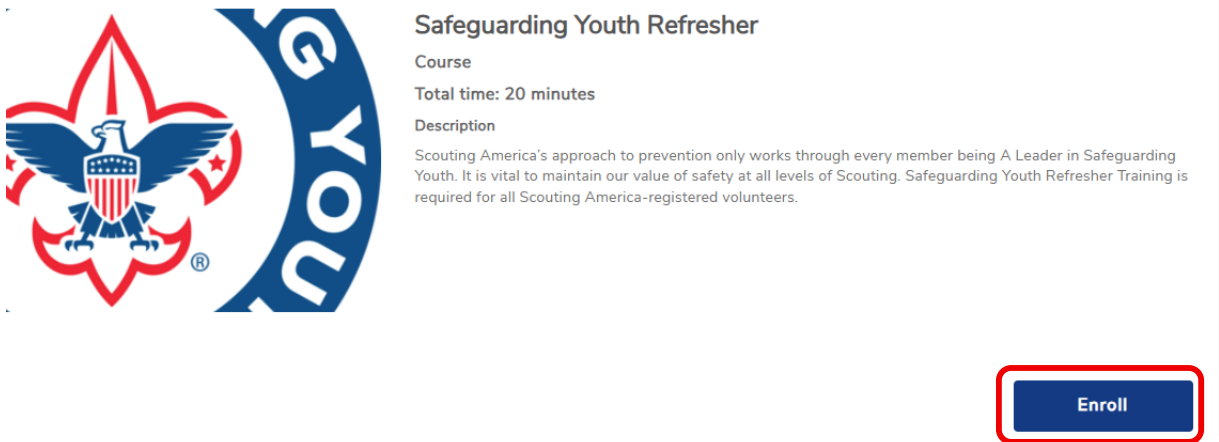 Safeguarding Youth Refresher
Course
Total time: 20 minutes
Description
Scouting America's approach to prevention only works through every member being A Leader in Safeguarding
Youth. It is vital to maintain our value of safety at all levels of Scouting. Safeguarding Youth Refresher Training is
required for all Scouting America-registered volunteers.
G YOU
®
Enroll